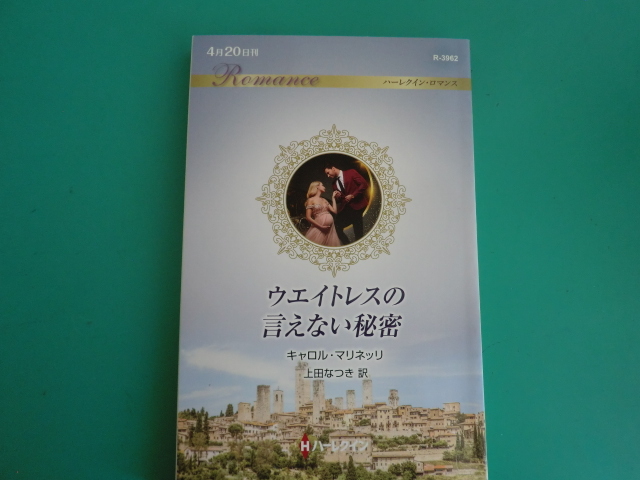 4月20日刊
R-3962
Romance
ハーレクイン・ロマンス
ウエイトレスの
言えない秘密
キャロル・マリネッリ
上田なつき 訳
ハーレクイン